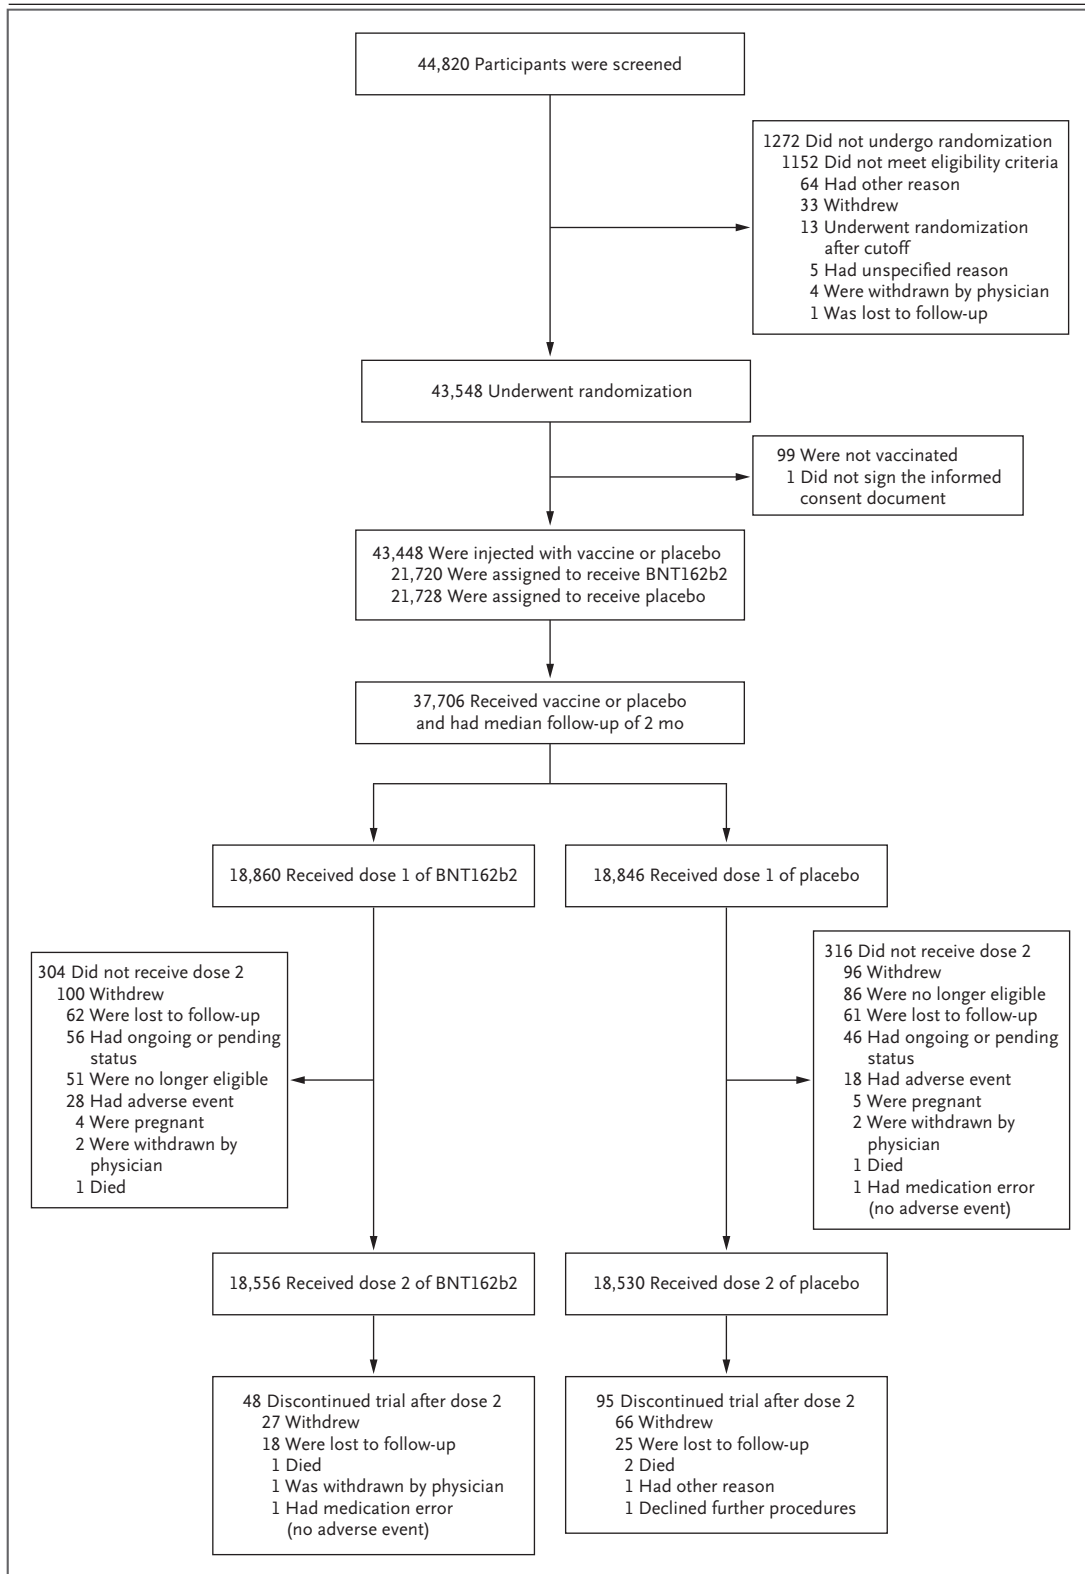 44,820 Participants were screened
1272 Did not undergo randomization
1152 Did not meet eligibility criteria
64 Had other reason
33 Withdrew
13 Underwent randomization
after cutoff
5 Had unspecified reason
4 Were withdrawn by physician
1 Was lost to follow-up
43,548 Underwent randomization
99 Were not vaccinated
1 Did not sign the informed
consent document
43,448 Were injected with vaccine or placebo
21,720 Were assigned to receive BNT162b2
21,728 Were assigned to receive placebo
37,706 Received vaccine or placebo
and had median follow-up of 2 mo
18,860 Received dose 1 of BNT162b2
18,846 Received dose 1 of placebo
304 Did not receive dose 2
100 Withdrew
62 Were lost to follow-up
56 Had ongoing or pending
status
51 Were no longer eligible
28 Had adverse event
4 Were pregnant
2 Were withdrawn by
physician
1 Died
316 Did not receive dose 2
96 Withdrew
86 Were no longer eligible
61 Were lost to follow-up
46 Had ongoing or pending
status
18 Had adverse event
5 Were pregnant
2 Were withdrawn by
physician
1 Died
1 Had medication error
(no adverse event)
18,556 Received dose 2 of BNT162b2
18,530 Received dose 2 of placebo
48 Discontinued trial after dose 2
27 Withdrew
18 Were lost to follow-up
1 Died
1 Was withdrawn by physician
1 Had medication error
(no adverse event)
95 Discontinued trial after dose 2
66 Withdrew
25 Were lost to follow-up
2 Died
1 Had other reason
1 Declined further procedures